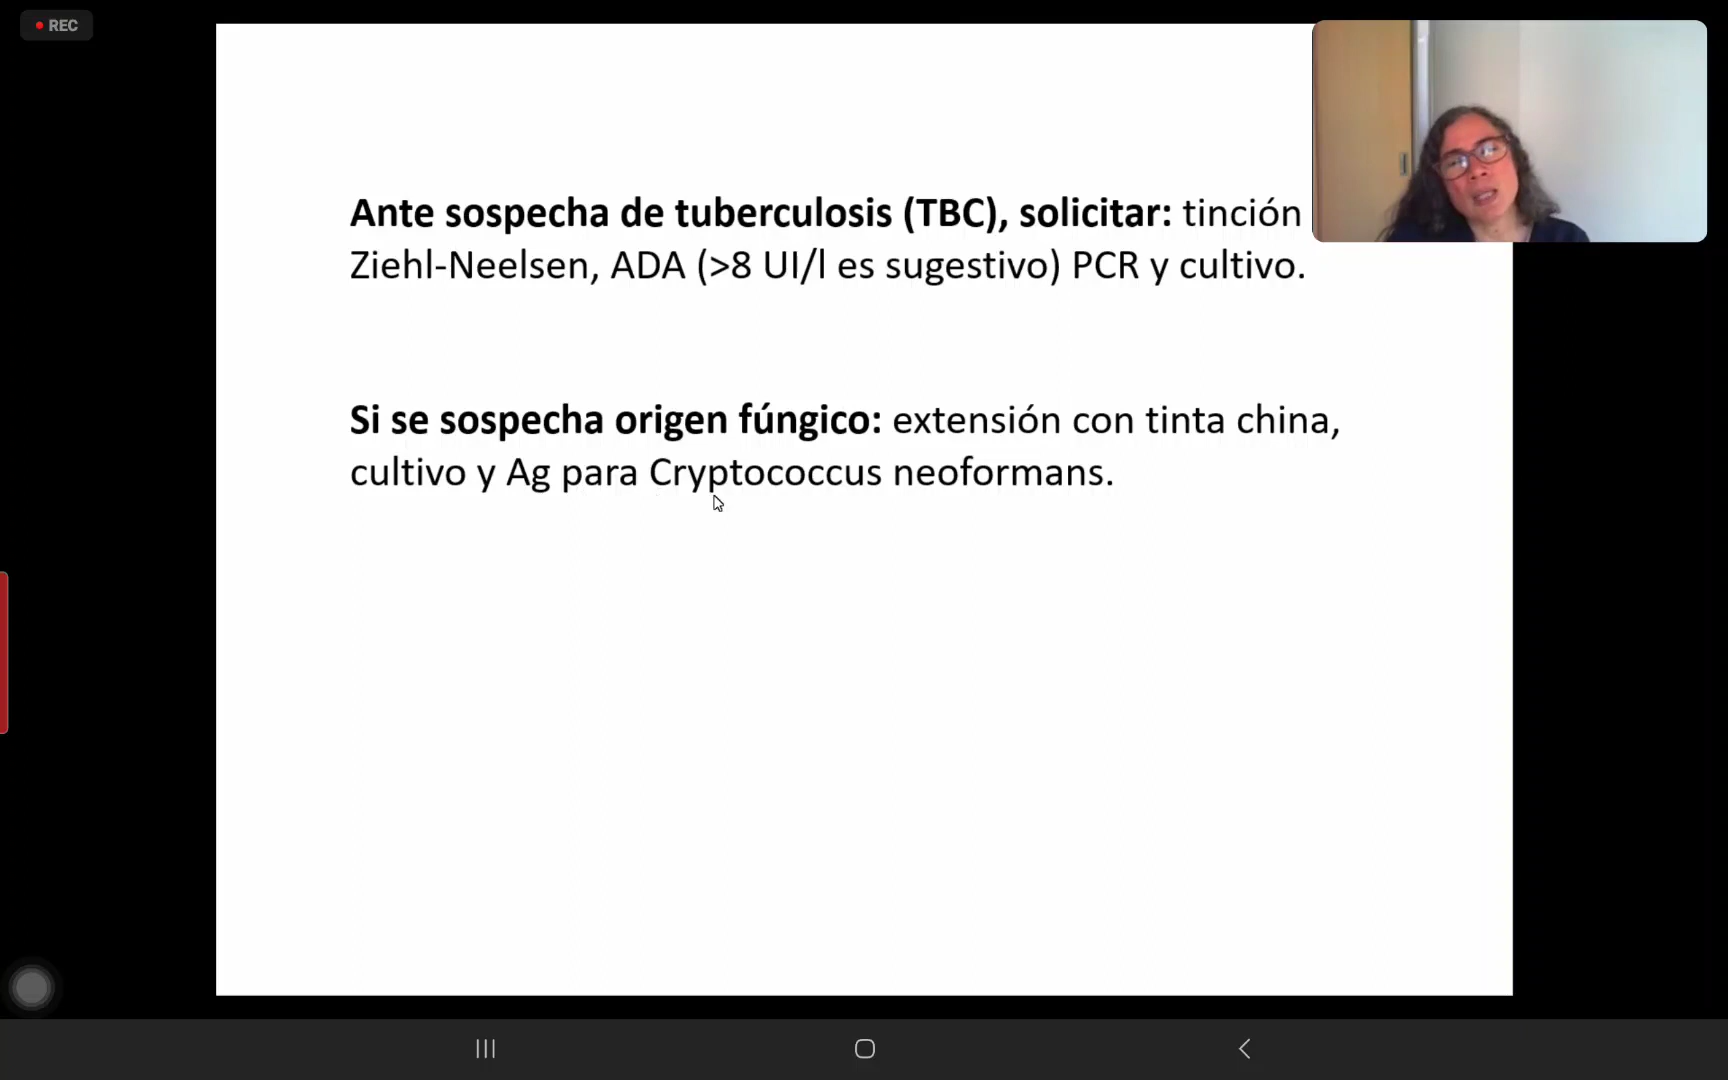 REC
Ante sospecha de tuberculosis (TBC), solicitar: tinción
Ziehl-Neelsen, ADA (>8 UI/l es sugestivo) PCR y cultivo.
Si se sospecha origen fúngico: extensión con tinta china,
cultivo y Ag para Cryptococcus neoformans.